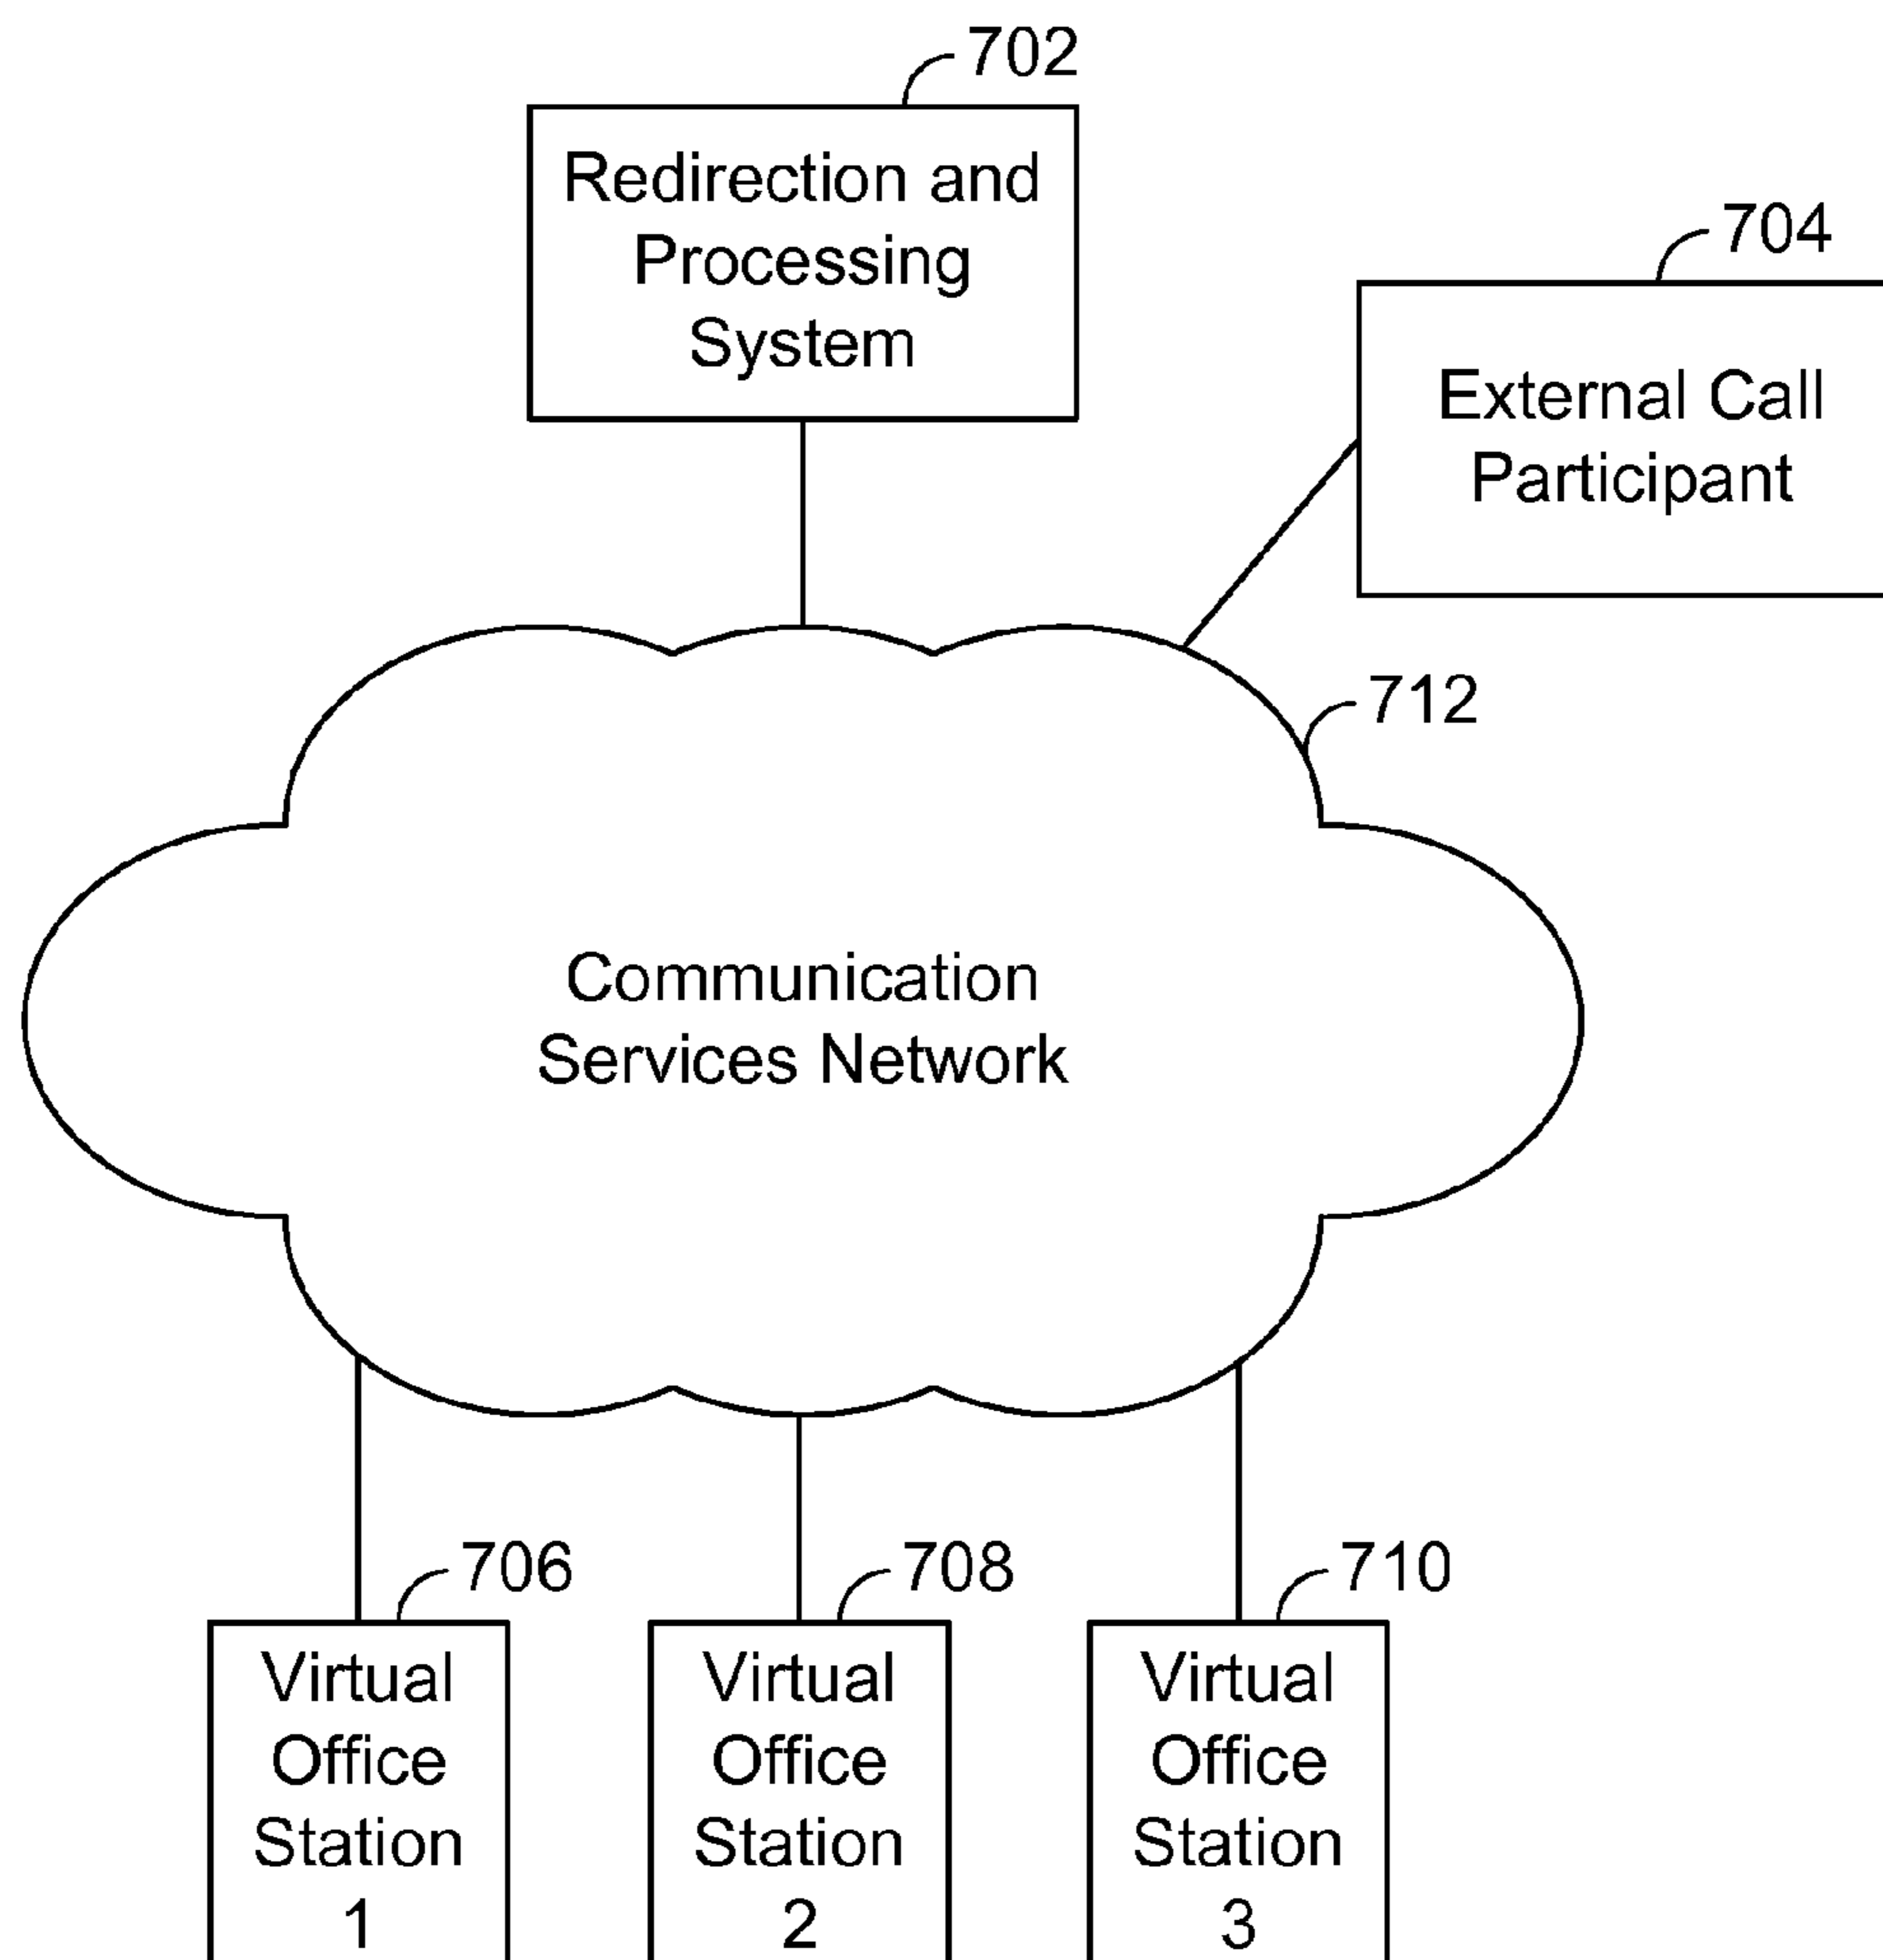 702
Redirection and
Processing
System
704
External Call
Participant
712
Communication
Services Network
706
708
710
Virtual
Office
Station
1
Virtual
Office
Station
2
Virtual
Office
Station
3